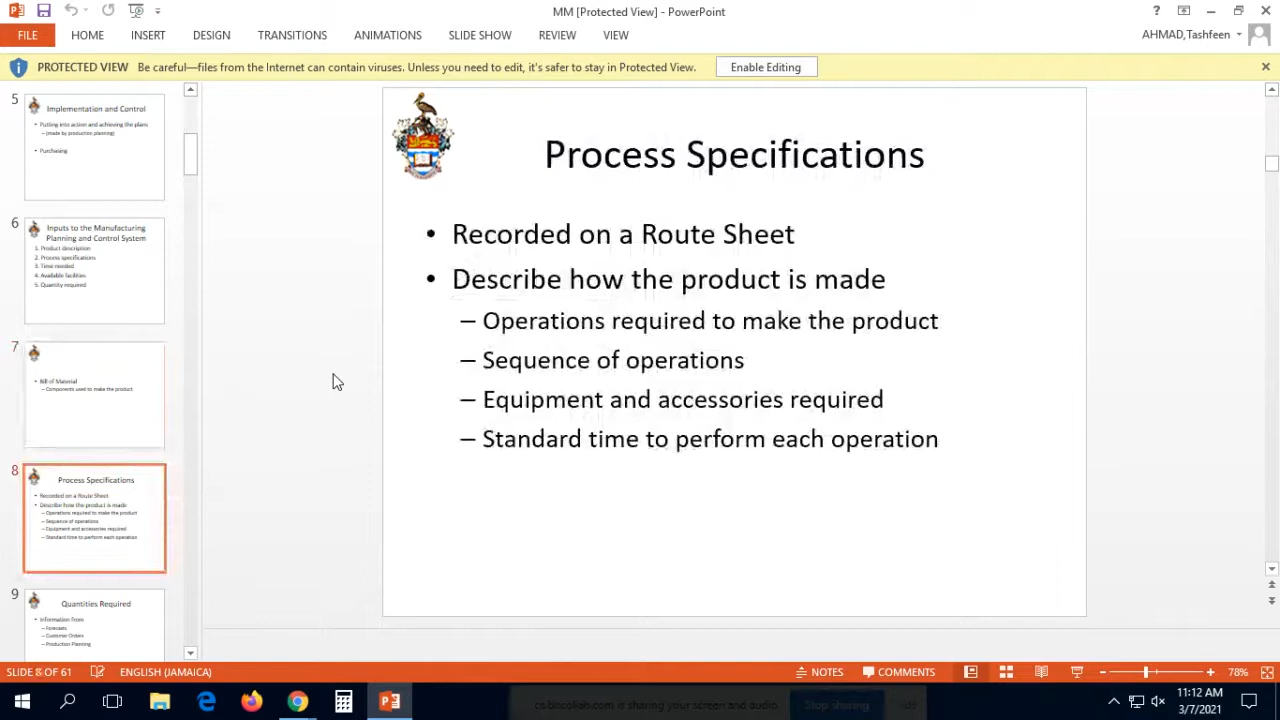 MM [Protected View] - PowerPoint
FILE HOME INSERT DESIGN TRANSITIONS ANIMATIONS SLIDE SHOW REVIEW VIEW AHMAD,Tashfeen
PROTECTED VIEW Be careful—files from the Internet can contain viruses. Unless you need to edit, it's safer to stay in Protected View. Enable Editing
5
Implementation and Control
• Putting into action and achieving the plans
– (made by production planning)
• Purchasing
6
Inputs to the Manufacturing
Planning and Control System
1. Product description
2. Process specifications
3. Time needed
4. Available facilities
5. Quantity required
7
• Bill of Material
– Components used to make the product
8
Process Specifications
• Recorded on a Route Sheet
• Describe how the product is made
– Operations required to make the product
– Sequence of operations
– Equipment and accessories required
– Standard time to perform each operation
9
Quantities Required
• Information from
– Forecasts
– Customer Orders
– Production Planning
Process Specifications
• Recorded on a Route Sheet
• Describe how the product is made
– Operations required to make the product
– Sequence of operations
– Equipment and accessories required
– Standard time to perform each operation
SLIDE 8 OF 61 ENGLISH (JAMAICA) NOTES COMMENTS 78%
is sharing your screen and audio. Stop sharing
11:12 AM
3/7/2021